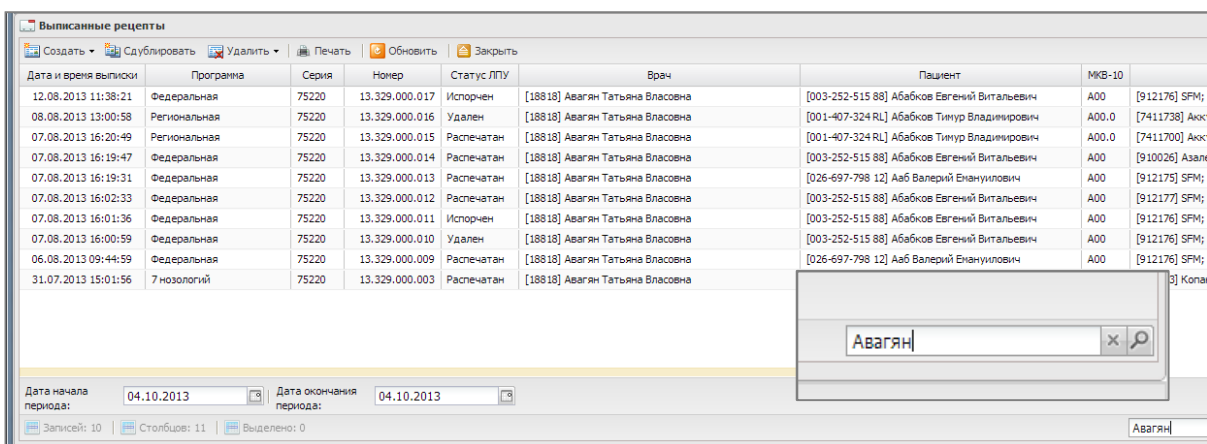 Выписанные рецепты
Создать Сдублировать Удалить Печать Обновить Закрыть
Дата и время выписки Программа Серия Номер Статус ЛПУ Врач Пациент МКВ-10
12.08.2013 11:38:21 Федеральная 75220 13.329.000.017 Испорчен [18818] Авагян Татьяна Власовна [003-252-515 88] Абабков Евгений Витальевич A00 [912176] SFM;
08.08.2013 13:00:58 Региональная 75220 13.329.000.016 Удален [18818] Авагян Татьяна Власовна [001-407-324 RL] Абабков Тимур Владимирович A00.0 [7411738] Акк
07.08.2013 16:20:49 Региональная 75220 13.329.000.015 Распечатан [18818] Авагян Татьяна Власовна [001-407-324 RL] Абабков Тимур Владимирович A00.0 [7411700] Акк
07.08.2013 16:19:47 Федеральная 75220 13.329.000.014 Распечатан [18818] Авагян Татьяна Власовна [003-252-515 88] Абабков Евгений Витальевич A00 [910026] Азале
07.08.2013 16:19:31 Федеральная 75220 13.329.000.013 Распечатан [18818] Авагян Татьяна Власовна [026-697-798 12] Ааб Валерий Емануилович A00 [912175] SFM;
07.08.2013 16:02:33 Федеральная 75220 13.329.000.012 Распечатан [18818] Авагян Татьяна Власовна [003-252-515 88] Абабков Евгений Витальевич A00 [912177] SFM;
07.08.2013 16:01:36 Федеральная 75220 13.329.000.011 Испорчен [18818] Авагян Татьяна Власовна [003-252-515 88] Абабков Евгений Витальевич A00 [912176] SFM;
07.08.2013 16:00:59 Федеральная 75220 13.329.000.010 Удален [18818] Авагян Татьяна Власовна [003-252-515 88] Абабков Евгений Витальевич A00 [912176] SFM;
06.08.2013 09:44:59 Федеральная 75220 13.329.000.009 Распечатан [18818] Авагян Татьяна Власовна [026-697-798 12] Ааб Валерий Емануилович A00 [912176] SFM;
31.07.2013 15:01:56 7 нозологий 75220 13.329.000.003 Распечатан [18818] Авагян Татьяна Власовна 3] Копа
Авагян
Дата начала периода: 04.10.2013 Дата окончания периода: 04.10.2013
Записей: 10 Столбцов: 11 Выделено: 0 Авагян